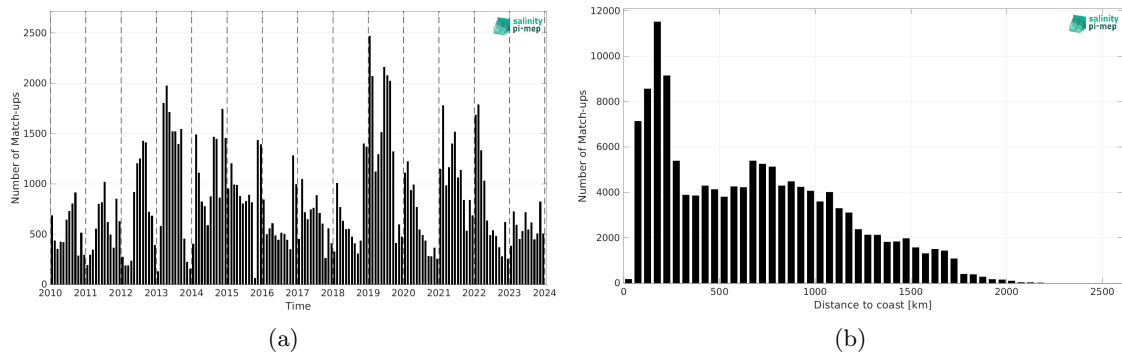 2500
2000
1500
1000
500
0
Number of Match-ups
2010 2011 2012 2013 2014 2015 2016 2017 2018 2019 2020 2021 2022 2023 2024
Time
salinity
pi-mep
(a)
12000
10000
8000
6000
4000
2000
0
Number of Match-ups
0 500 1000 1500 2000 2500
Distance to coast [km]
salinity
pi-mep
(b)